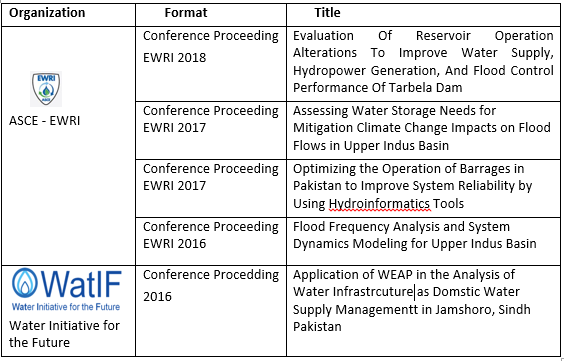 Organization Format Title
EWRI
ASCE
ASCE - EWRI
Conference Proceeding
EWRI 2018
Evaluation Of Reservoir Operation
Alterations To Improve Water Supply,
Hydropower Generation, And Flood Control
Performance Of Tarbela Dam
Conference Proceeding
EWRI 2017
Assessing Water Storage Needs for
Mitigation Climate Change Impacts on Flood
Flows in Upper Indus Basin
Conference Proceeding
EWRI 2017
Optimizing the Operation of Barrages in
Pakistan to Improve System Reliability by
Using Hydroinformatics Tools
Conference Proceeding
EWRI 2016
Flood Frequency Analysis and System
Dynamics Modeling for Upper Indus Basin
WatIF
Water Initiative for the Future
Water Initiative for
the Future
Conference Procedding
2016
Application of WEAP in the Analysis of
Water Infrastrcuture as Domstic Water
Supply Managementt in Jamshoro, Sindh
Pakistan